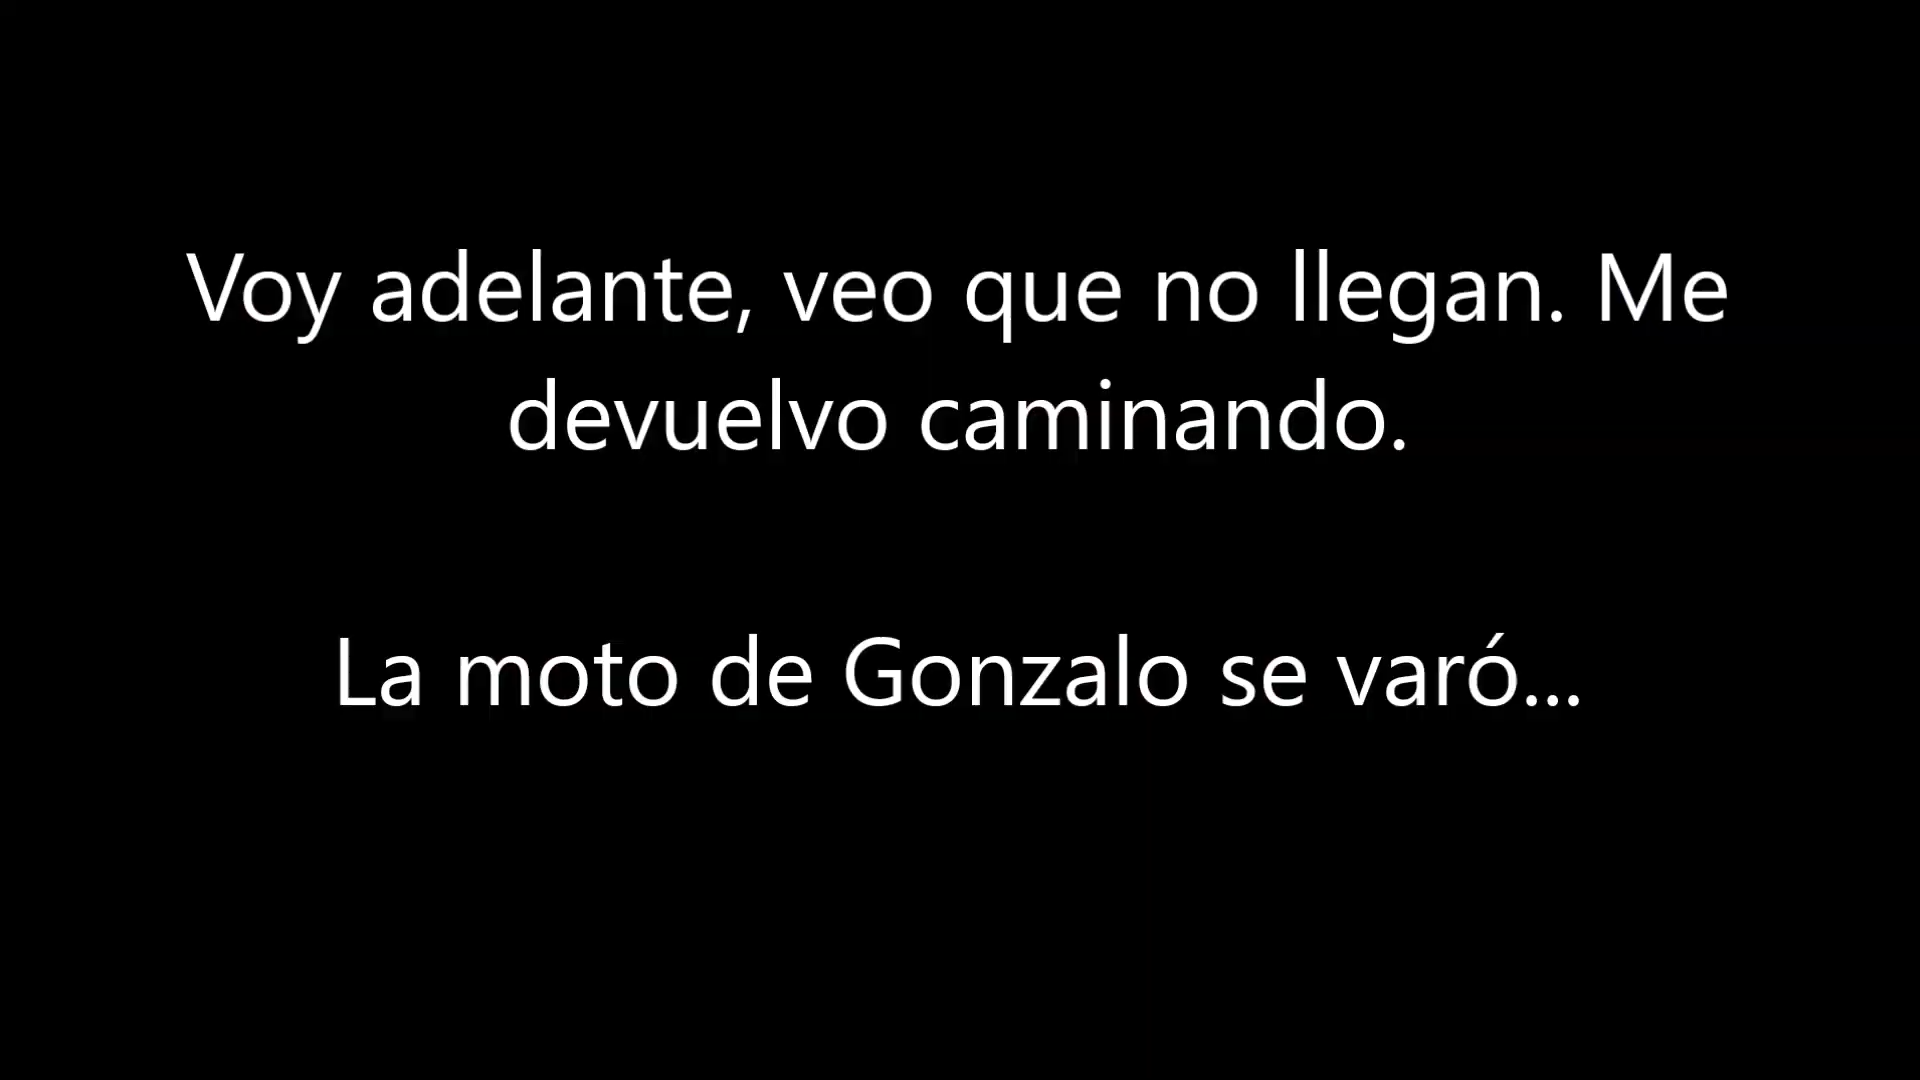 Voy adelante, veo que no llegan. Me
devuelvo caminando.
La moto de Gonzalo se varó...